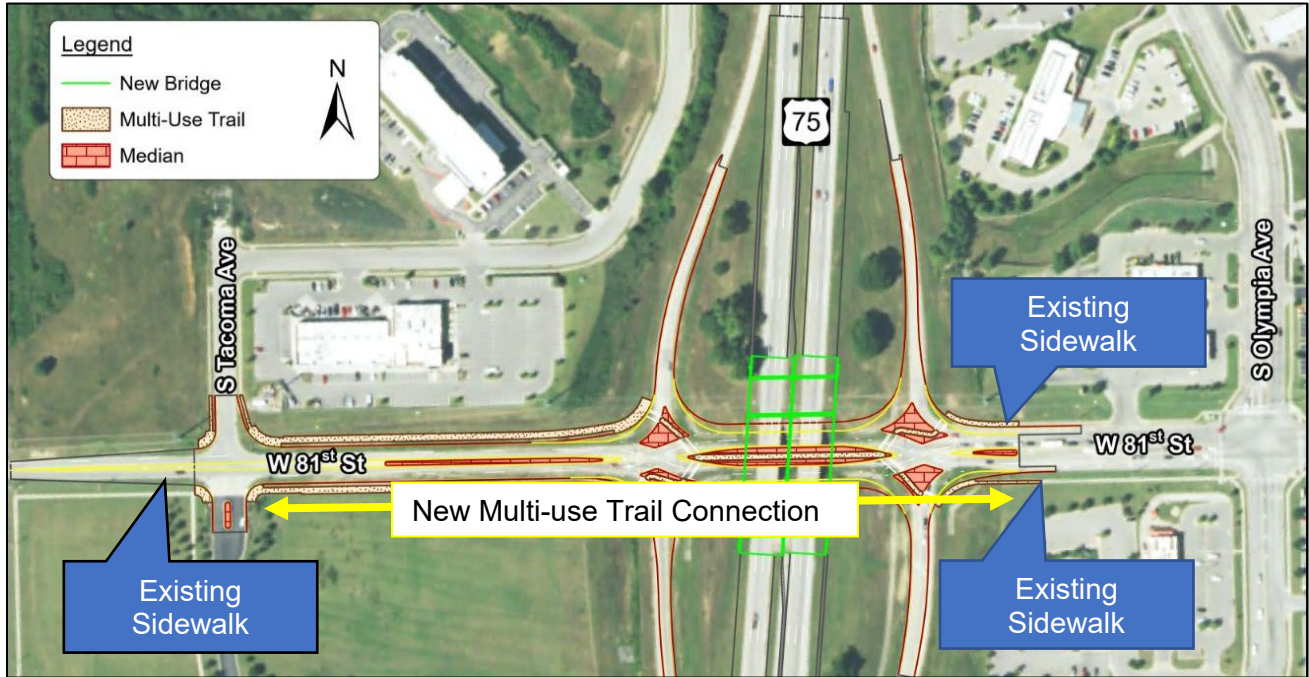 Legend
New Bridge
Multi-Use Trail
Median
N
75
S Tacoma Ave
S Olympia Ave
Existing
Sidewalk
W 81st St
W 81st St
New Multi-use Trail Connection
Existing
Sidewalk
Existing
Sidewalk